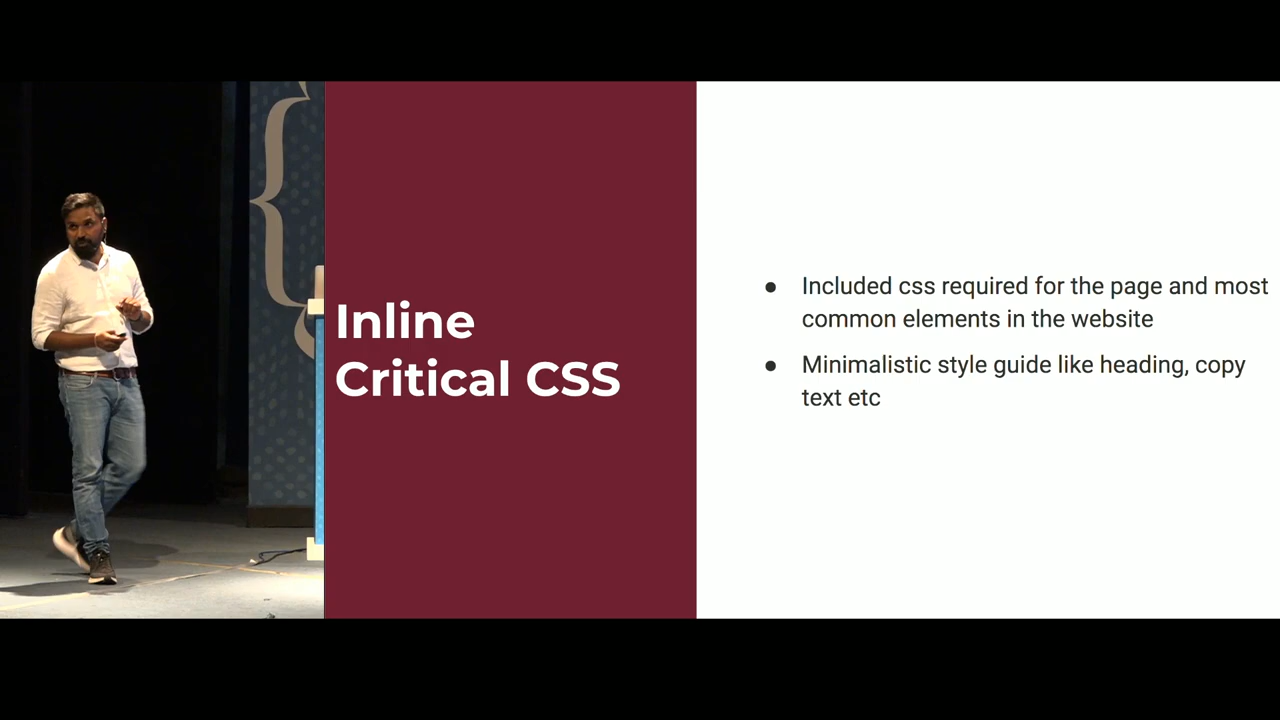 Inline
Critical CSS
● Included css required for the page and most
common elements in the website
● Minimalistic style guide like heading, copy
text etc